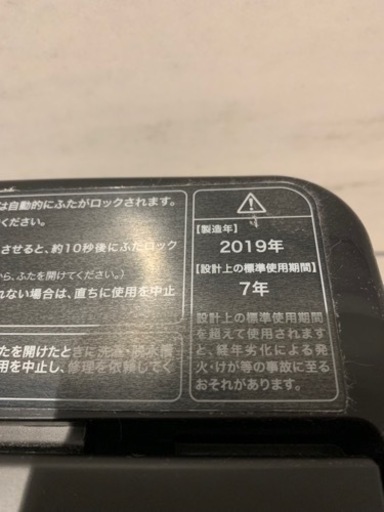 は自動的にふたがロックされます。
ください。
させると、約10秒後にふたロック
から、ふたを開けてください。）
れない場合は、直ちに使用を中止
たを開けたときに洗濯・脱水槽
用を中止し、修理を依頼してく
【製造年】
2019年
【設計上の標準使用期間】
7年
設計上の標準使用期間
を超えて使用されますと、経年劣化による発
火・けが等の事故に至る
おそれがあります。